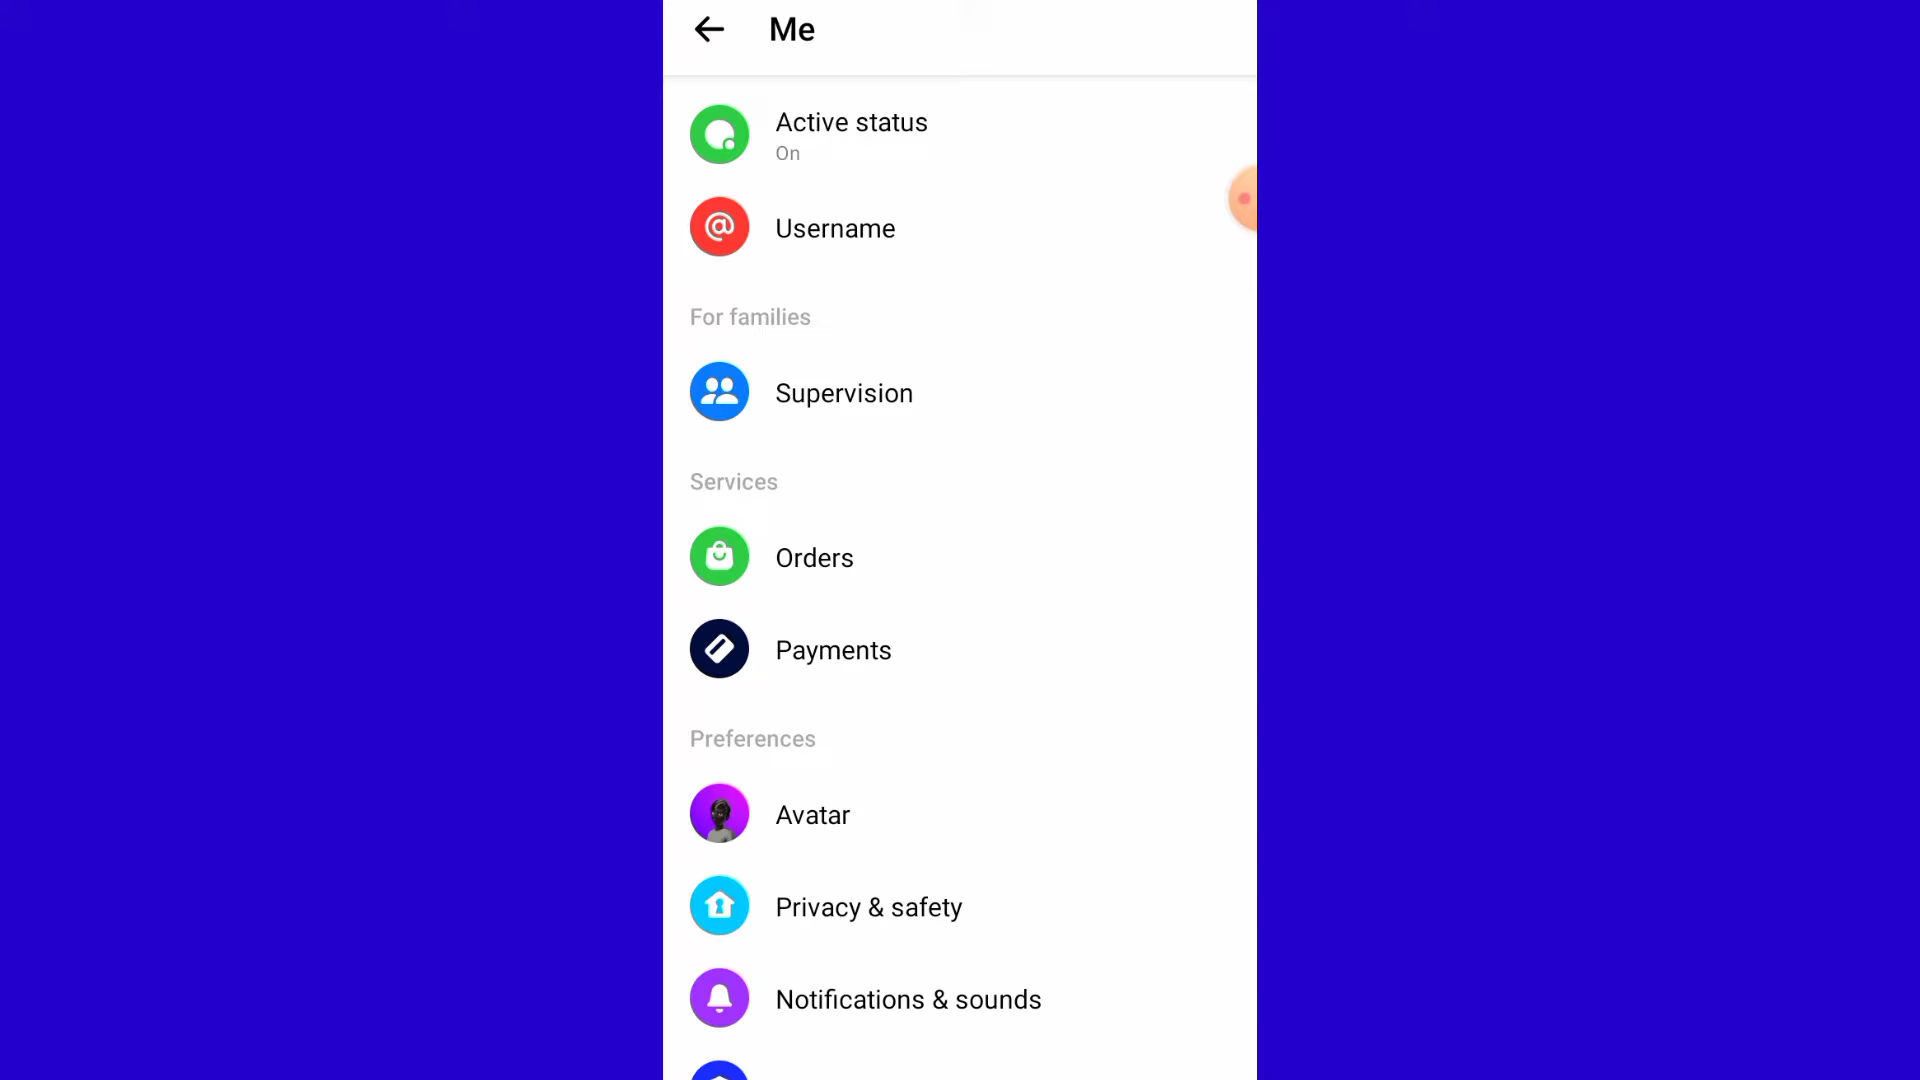 Me
Active status
On
Username
For families
Supervision
Services
Orders
Payments
Preferences
Avatar
Privacy & safety
Notifications & sounds